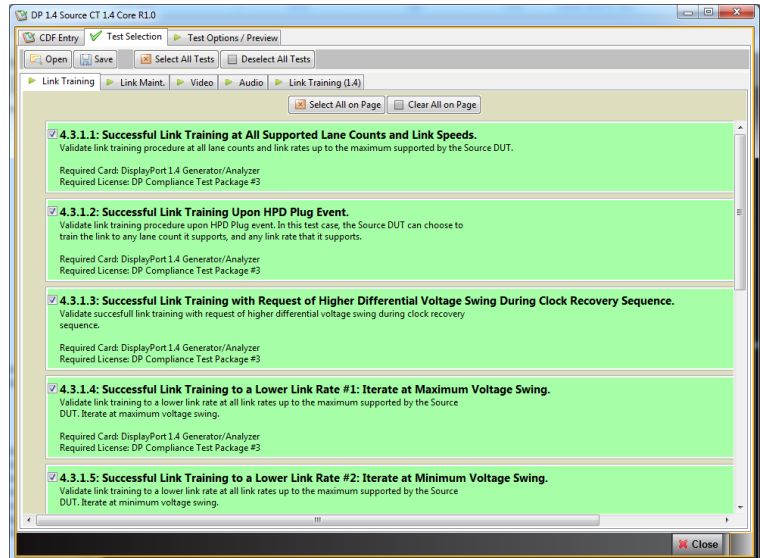 DP 1.4 Source CT 1.4 Core R1.0
CDF Entry Test Selection Test Options / Preview
Open Save Select All Tests Deselect All Tests
Link Training Link Maint. Video Audio Link Training (1.4)
Select All on Page Clear All on Page
4.3.1.1: Successful Link Training at All Supported Lane Counts and Link Speeds.
Validate link training procedure at all lane counts and link rates up to the maximum supported by the Source DUT.
Required Card: DisplayPort 1.4 Generator/Analyzer
Required License: DP Compliance Test Package #3
4.3.1.2: Successful Link Training Upon HPD Plug Event.
Validate link training procedure upon HPD Plug event. In this test case, the Source DUT can choose to
train the link to any lane count it supports, and any link rate that it supports.
Required Card: DisplayPort 1.4 Generator/Analyzer
Required License: DP Compliance Test Package #3
4.3.1.3: Successful Link Training with Request of Higher Differential Voltage Swing During Clock Recovery Sequence.
Validate succesfull link training with request of higher differential voltage swing during clock recovery
sequence.
Required Card: DisplayPort 1.4 Generator/Analyzer
Required License: DP Compliance Test Package #3
4.3.1.4: Successful Link Training to a Lower Link Rate #1: Iterate at Maximum Voltage Swing.
Validate link training to a lower link rate at all link rates up to the maximum supported by the Source
DUT. Iterate at maximum voltage swing.
Required Card: DisplayPort 1.4 Generator/Analyzer
Required License: DP Compliance Test Package #3
4.3.1.5: Successful Link Training to a Lower Link Rate #2: Iterate at Minimum Voltage Swing.
Validate link training to a lower link rate at all link rates up to the maximum supported by the Source
DUT. Iterate at minimum voltage swing.
Close